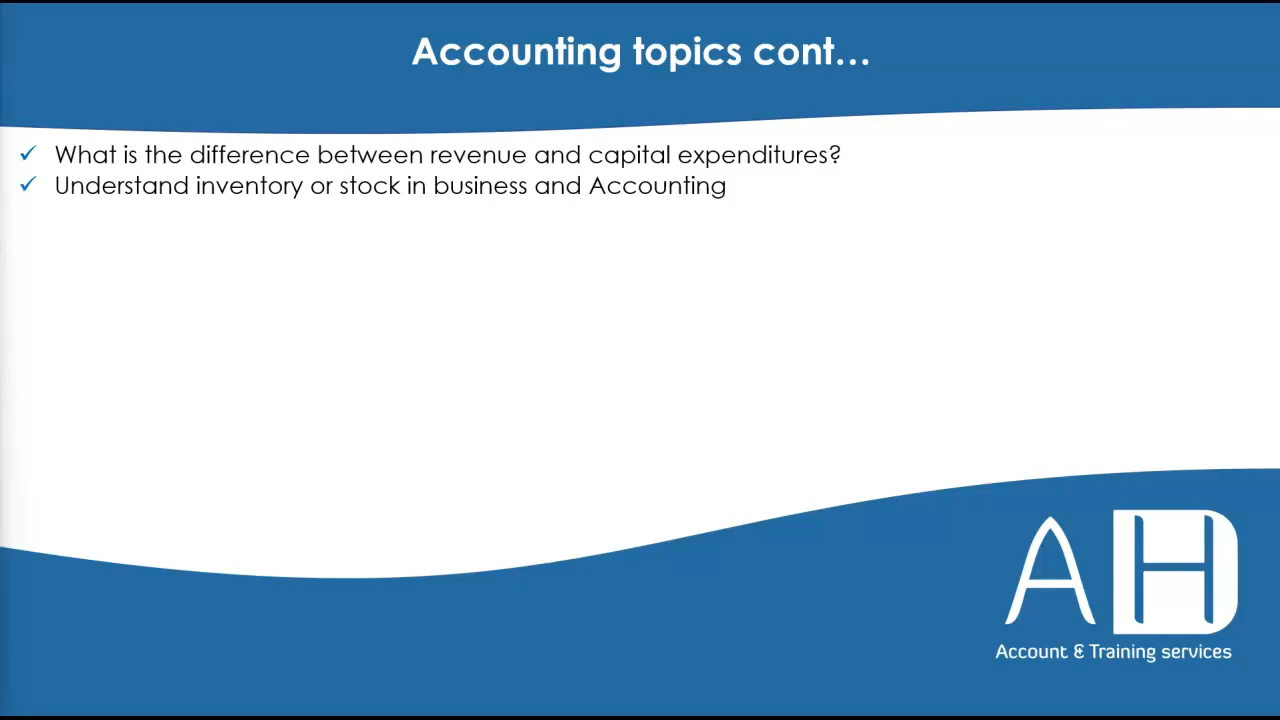 Accounting topics cont...
✓ What is the difference between revenue and capital expenditures?
✓ Understand inventory or stock in business and Accounting
AHD
Account & Training services